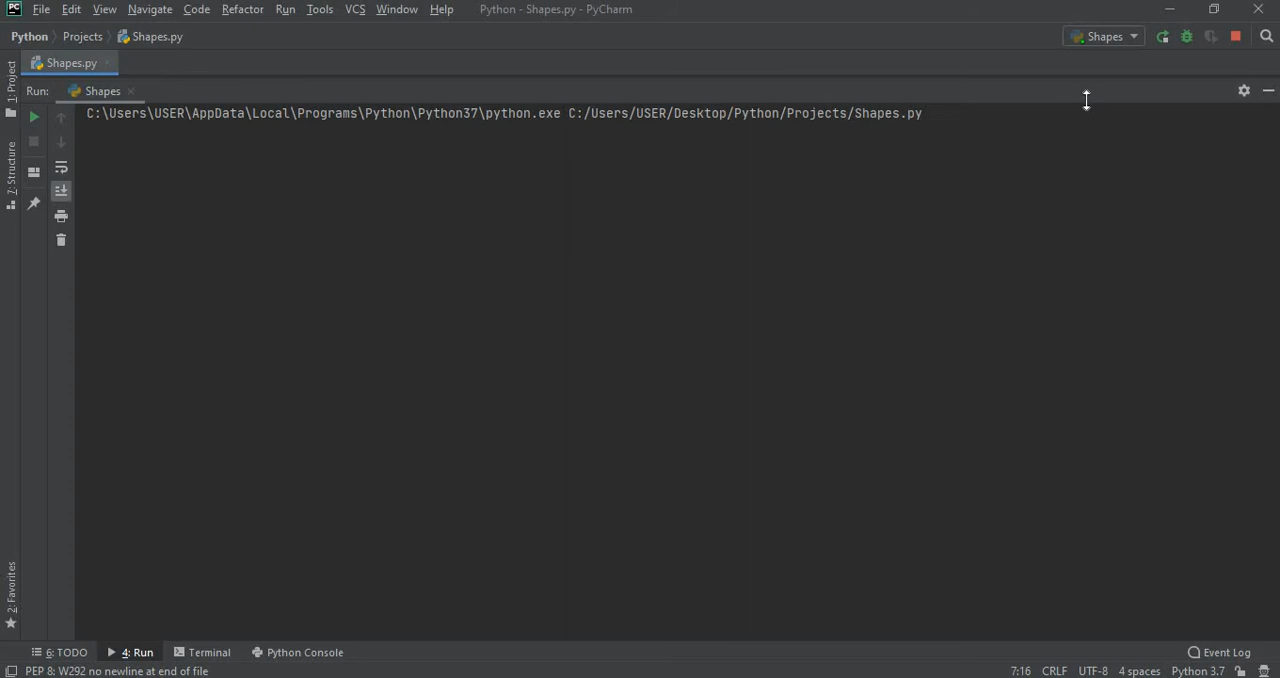 PC File Edit View Navigate Code Refactor Run Tools VCS Window Help Python - Shapes.py - PyCharm
Python Projects Shapes.py Shapes
1: Project
Shapes.py
Run: Shapes
C:\Users\USER\AppData\Local\Programs\Python\Python37\python.exe C:/Users/USER/Desktop/Python/Projects/Shapes.py
7: Structure
2: Favorites
6: TODO 4: Run Terminal Python Console Event Log
PEP 8: W292 no newline at end of file 7:16 CRLF UTF-8 4 spaces Python 3.7